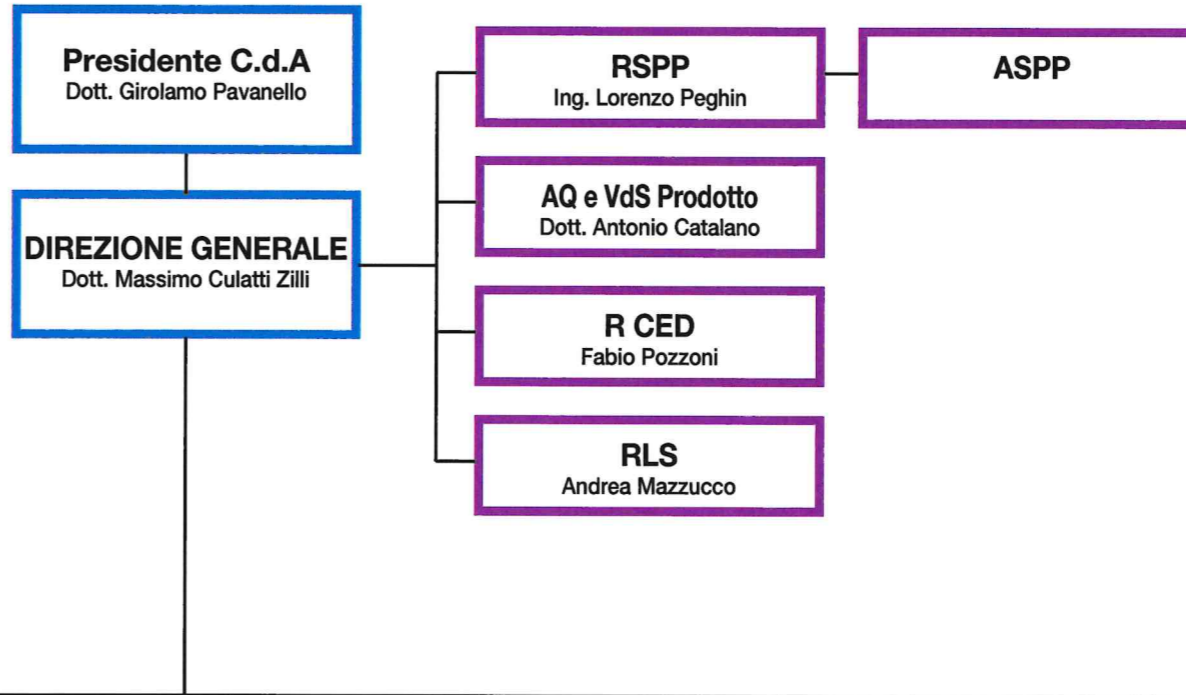 Presidente C.d.A
Dott. Girolamo Pavanello
DIREZIONE GENERALE
Dott. Massimo Culatti Zilli
RSPP
Ing. Lorenzo Peghin
ASPP
AQ e VdS Prodotto
Dott. Antonio Catalano
R CED
Fabio Pozzoni
RLS
Andrea Mazzucco